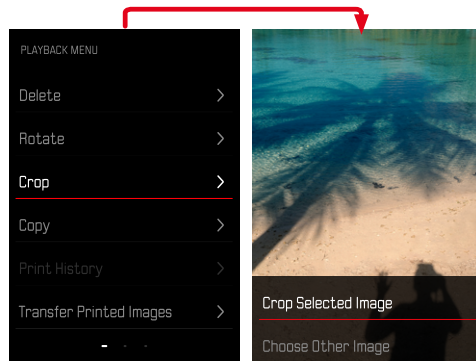 PLAYBACK MENU
Delete
Rotate
Crop
Copy
Print History
Transfer Printed Images
Crop Selected Image
Choose Other Image